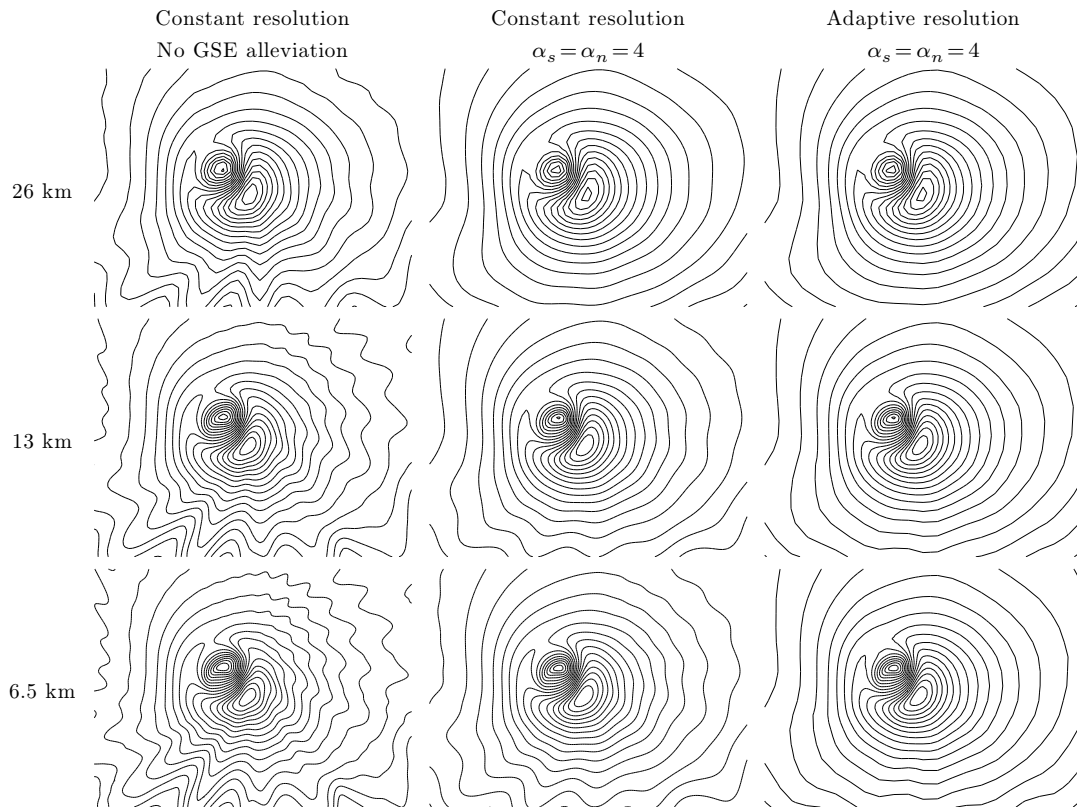 Constant resolution
No GSE alleviation
Constant resolution
αₛ = αₙ = 4
Adaptive resolution
αₛ = αₙ = 4
26 km
13 km
6.5 km